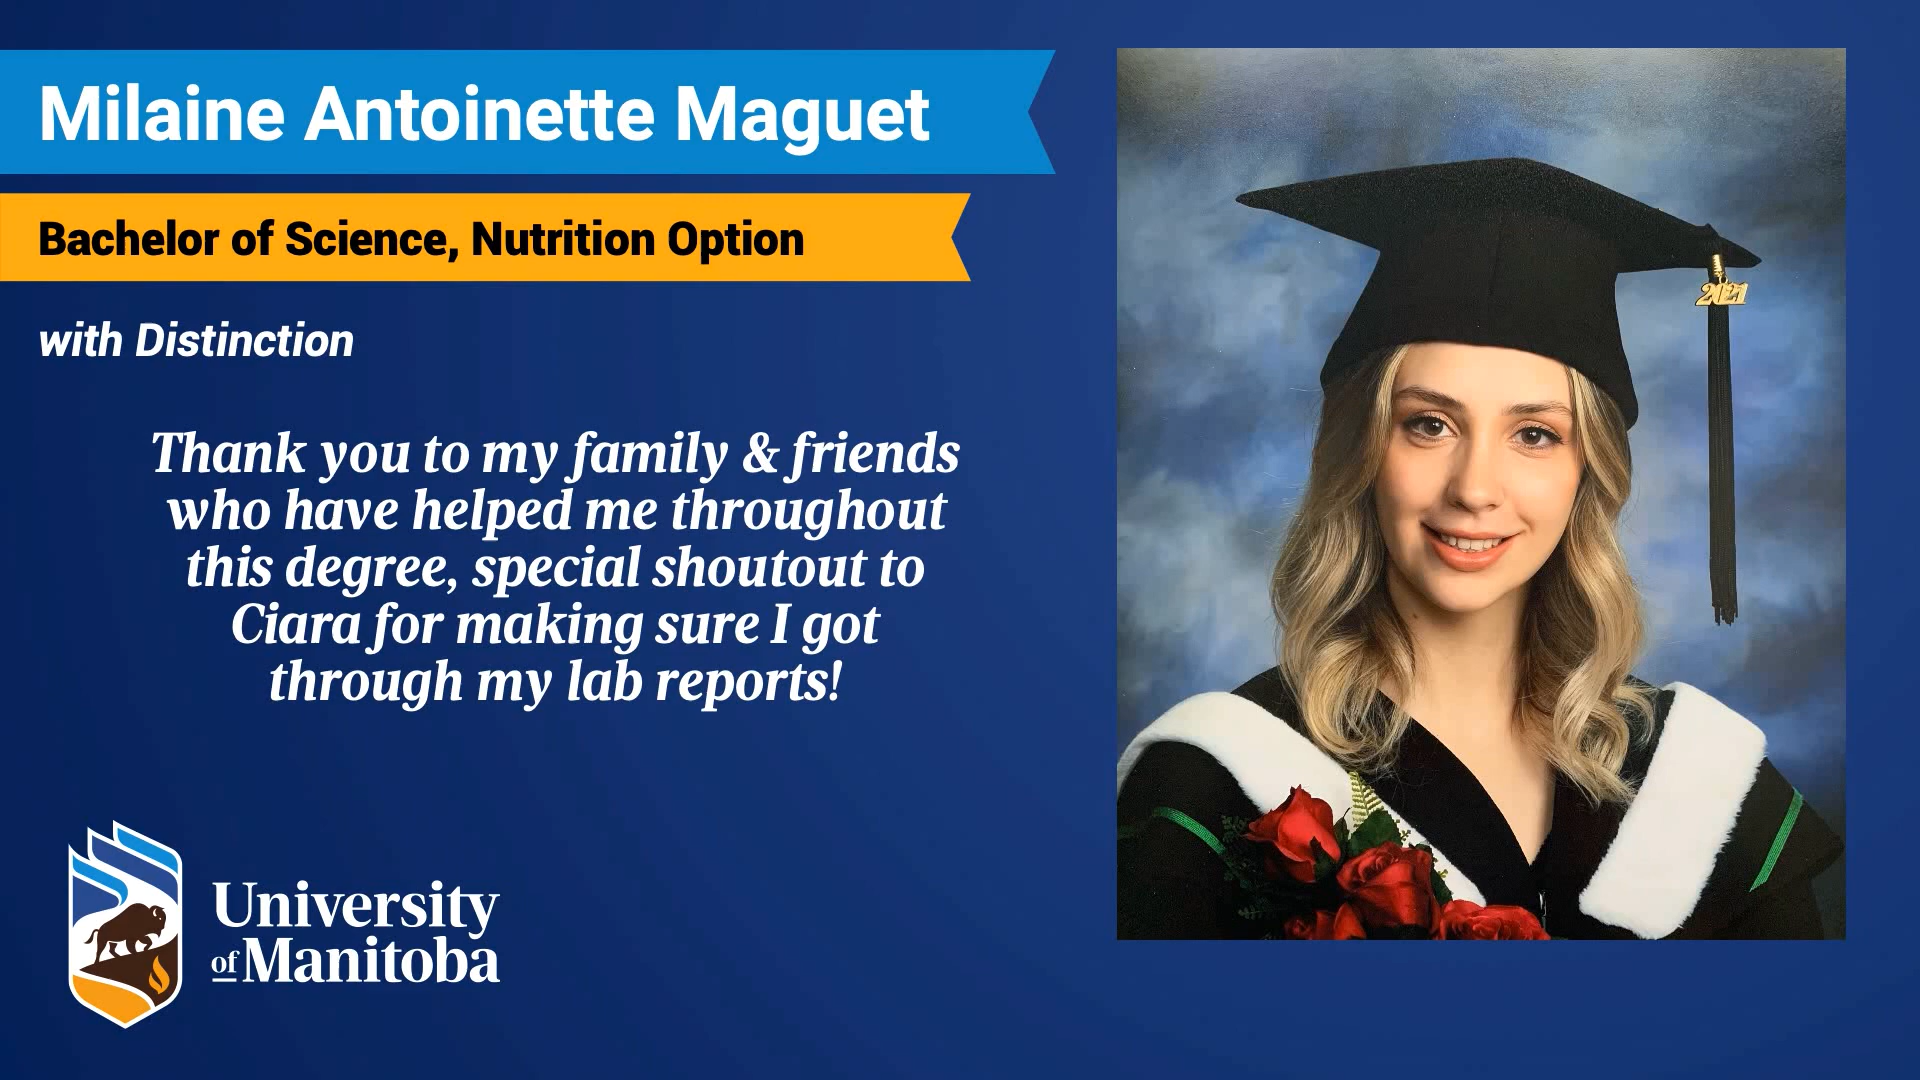 Milaine Antoinette Maguet
Bachelor of Science, Nutrition Option
with Distinction
Thank you to my family & friends
who have helped me throughout
this degree, special shoutout to
Ciara for making sure I got
through my lab reports!
University
of Manitoba
2021